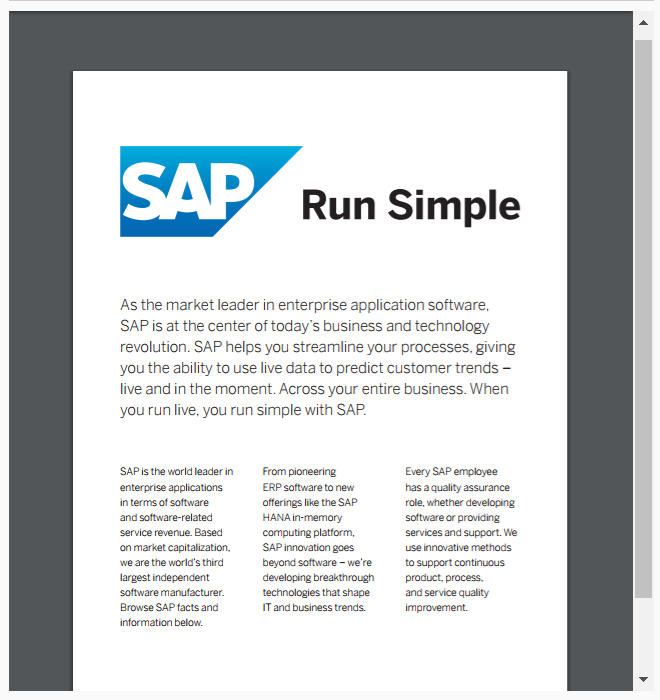 SAP
Run Simple
As the market leader in enterprise application software,
SAP is at the center of today's business and technology
revolution. SAP helps you streamline your processes, giving
you the ability to use live data to predict customer trends –
live and in the moment. Across your entire business. When
you run live, you run simple with SAP.
SAP is the world leader in
enterprise applications
in terms of software
and software-related
service revenue. Based
on market capitalization,
we are the world's third
largest independent
software manufacturer.
Browse SAP facts and
information below.
From pioneering
ERP software to new
offerings like the SAP
HANA in-memory
computing platform,
SAP innovation goes
beyond software – we're
developing breakthrough
technologies that shape
IT and business trends.
Every SAP employee
has a quality assurance
role, whether developing
software or providing
services and support. We
use innovative methods
to support continuous
product, process,
and service quality
improvement.